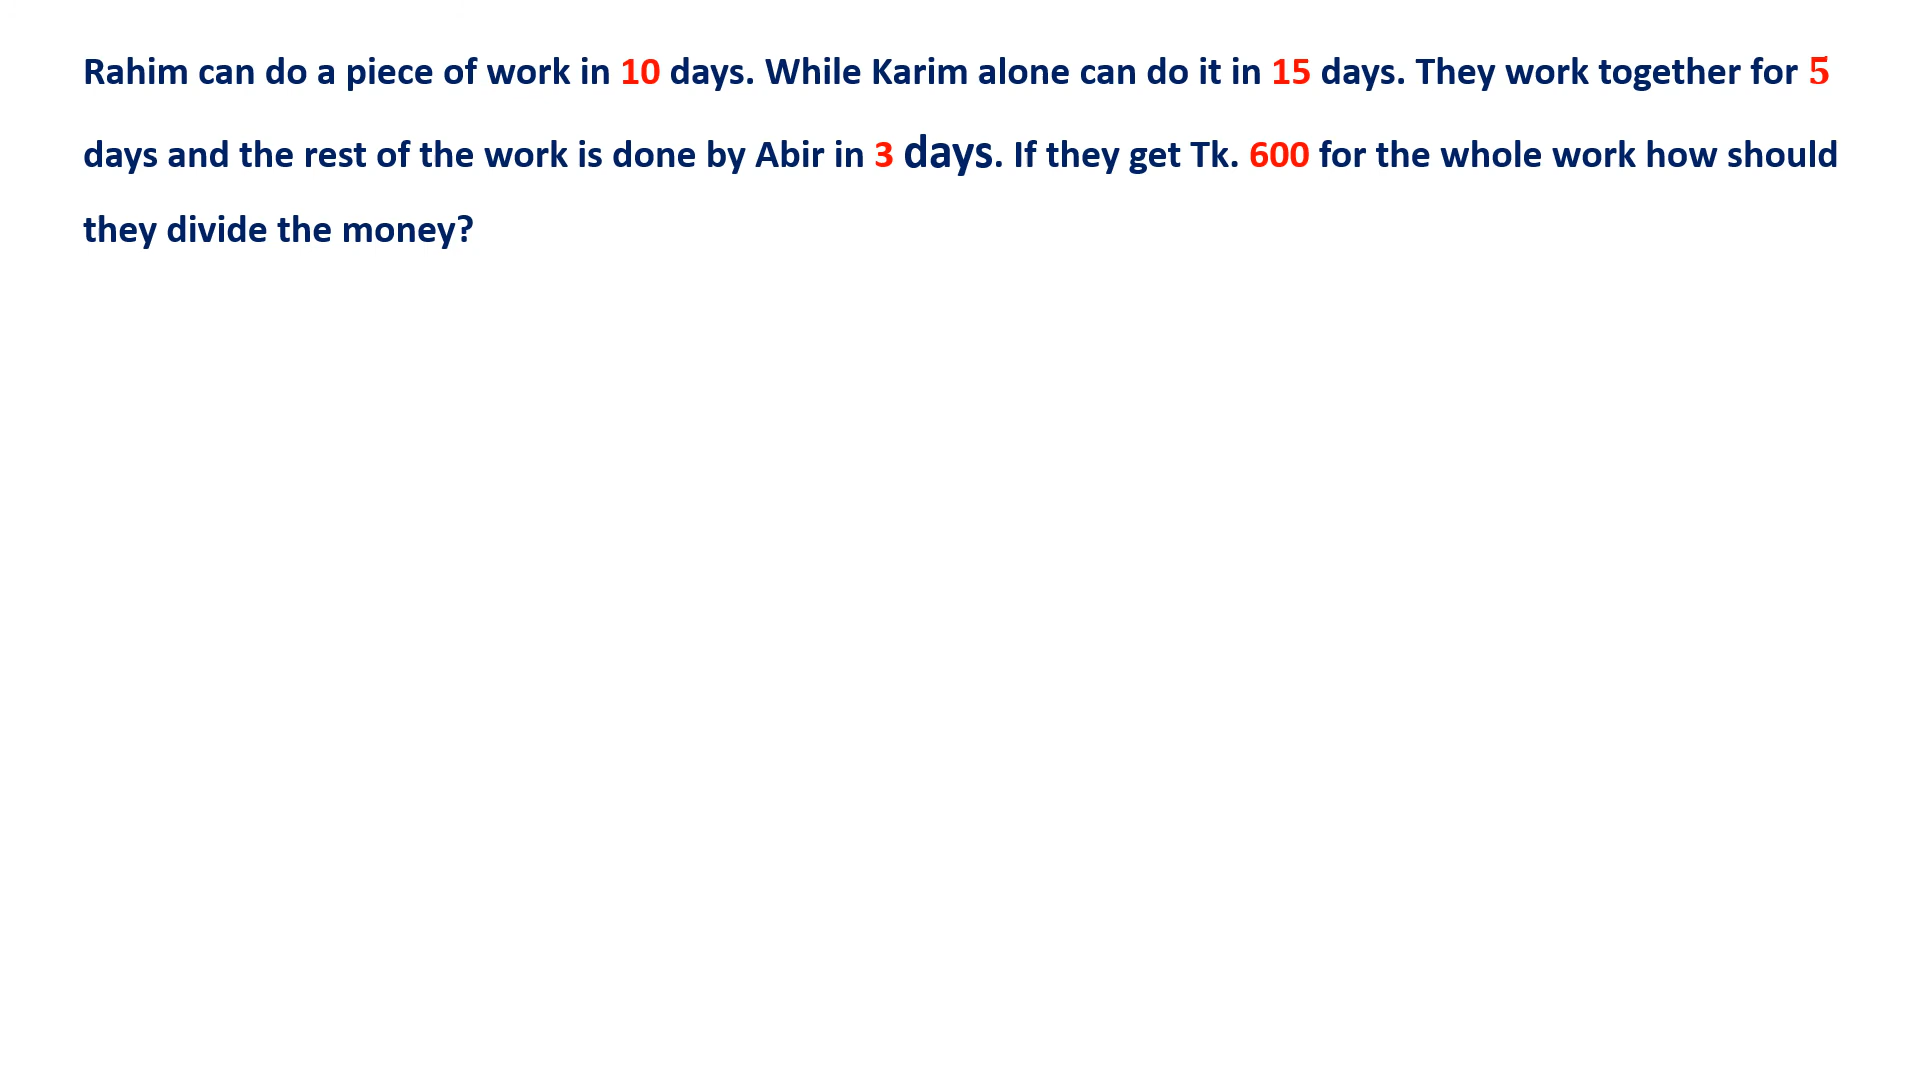 Rahim can do a piece of work in 10 days. While Karim alone can do it in 15 days. They work together for 5
days and the rest of the work is done by Abir in 3 days. If they get Tk. 600 for the whole work how should
they divide the money?